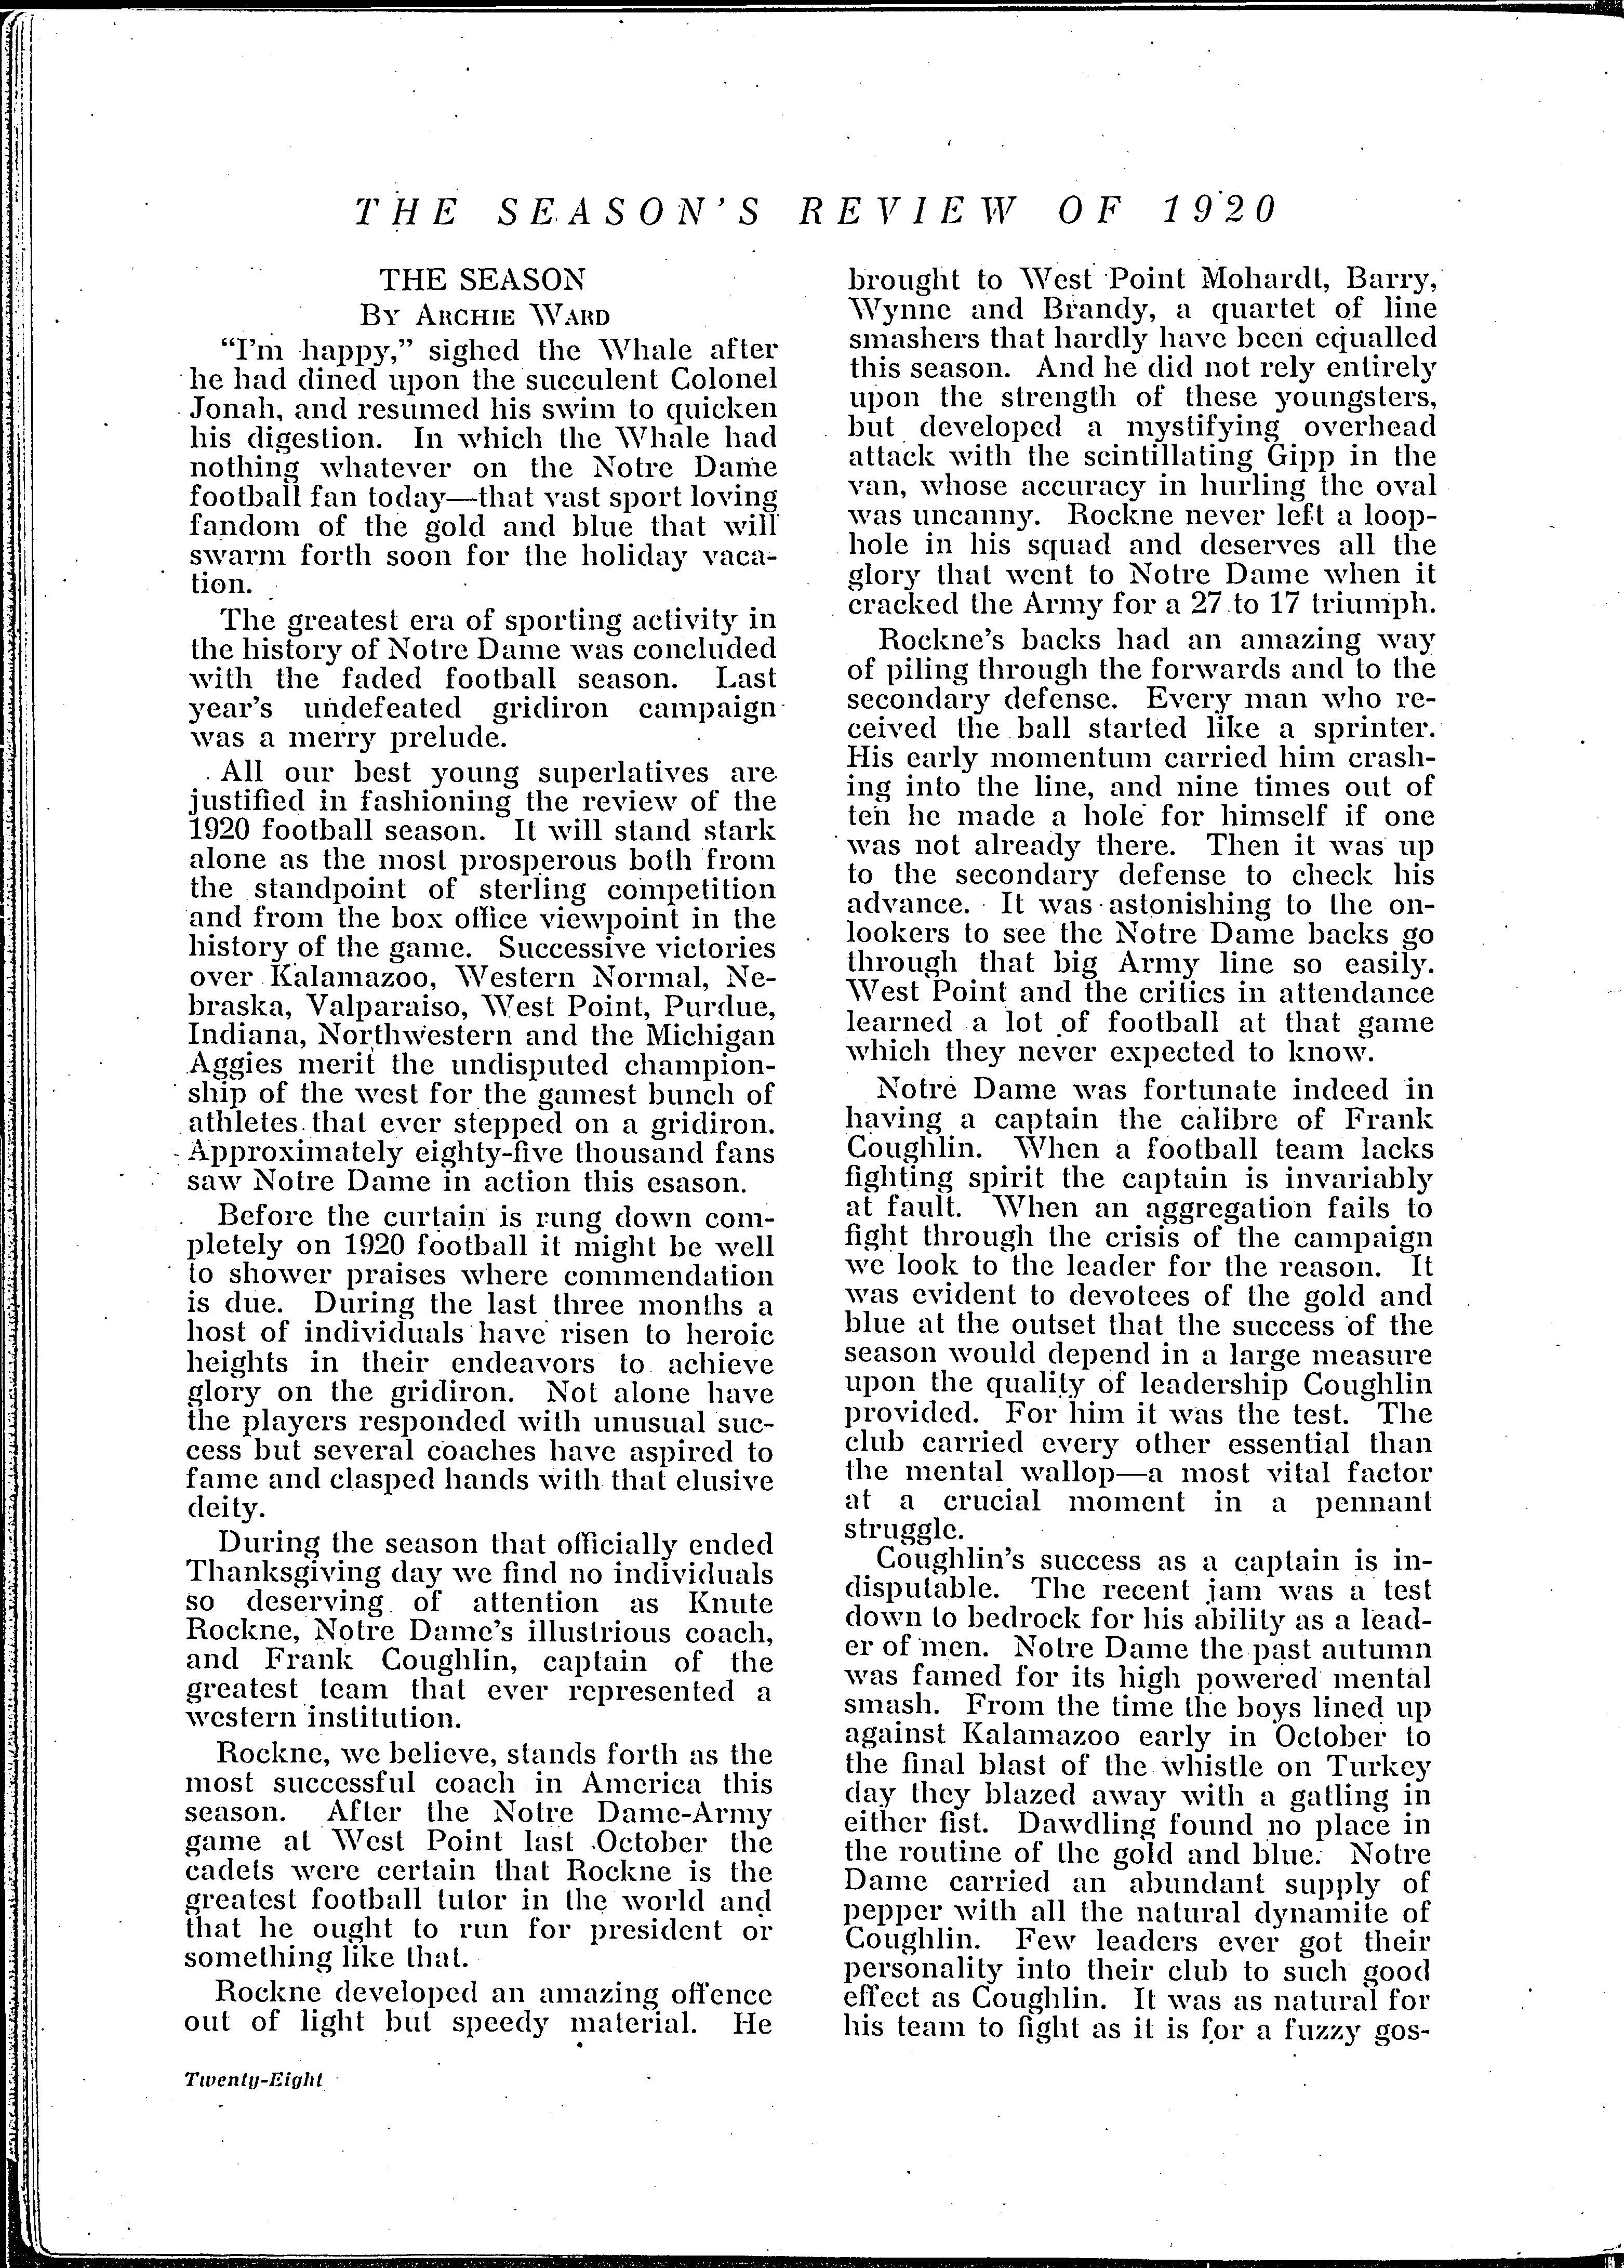 THE SEASON'S REVIEW OF 1920
THE SEASON
BY ARCHIE WARD
"I'm happy," sighed the Whale after
he had dined upon the succulent Colonel
Jonah, and resumed his swim to quicken
his digestion. In which the Whale had
nothing whatever on the Notre Dame
football fan today—that vast sport loving
fandom of the gold and blue that will
swarm forth soon for the holiday vaca-
tion.
The greatest era of sporting activity in
the history of Notre Dame was concluded
with the faded football season. Last
year's undefeated gridiron campaign
was a merry prelude.
All our best young superlatives are
justified in fashioning the review of the
1920 football season. It will stand stark
alone as the most prosperous both from
the standpoint of sterling competition
and from the box office viewpoint in the
history of the game. Successive victories
over Kalamazoo, Western Normal, Ne-
braska, Valparaiso, West Point, Purdue,
Indiana, Northwestern and the Michigan
Aggies merit the undisputed champion-
ship of the west for the gamest bunch of
athletes that ever stepped on a gridiron.
Approximately eighty-five thousand fans
saw Notre Dame in action this esason.
Before the curtain is rung down com-
pletely on 1920 football it might be well
to shower praises where commendation
is due. During the last three months a
host of individuals have risen to heroic
heights in their endeavors to achieve
glory on the gridiron. Not alone have
the players responded with unusual suc-
cess but several coaches have aspired to
fame and clasped hands with that elusive
deity.
During the season that officially ended
Thanksgiving day we find no individuals
so deserving of attention as Knute
Rockne, Notre Dame's illustrious coach,
and Frank Coughlin, captain of the
greatest team that ever represented a
western institution.
Rockne, we believe, stands forth as the
most successful coach in America this
season. After the Notre Dame-Army
game at West Point last October the
cadets were certain that Rockne is the
greatest football tutor in the world and
that he ought to run for president or
something like that.
Rockne developed an amazing offence
out of light but speedy material. He
brought to West Point Mohardt, Barry,
Wynne and Brandy, a quartet of line
smashers that hardly have been equalled
this season. And he did not rely entirely
upon the strength of these youngsters,
but developed a mystifying overhead
attack with the scintillating Gipp in the
van, whose accuracy in hurling the oval
was uncanny. Rockne never left a loop-
hole in his squad and deserves all the
glory that went to Notre Dame when it
cracked the Army for a 27 to 17 triumph.
Rockne's backs had an amazing way
of piling through the forwards and to the
secondary defense. Every man who re-
ceived the ball started like a sprinter.
His early momentum carried him crash-
ing into the line, and nine times out of
ten he made a hole for himself if one
was not already there. Then it was up
to the secondary defense to check his
advance. It was astonishing to the on-
lookers to see the Notre Dame backs go
through that big Army line so easily.
West Point and the critics in attendance
learned a lot of football at that game
which they never expected to know.
Notre Dame was fortunate indeed in
having a captain the calibre of Frank
Coughlin. When a football team lacks
fighting spirit the captain is invariably
at fault. When an aggregation fails to
fight through the crisis of the campaign
we look to the leader for the reason. It
was evident to devotees of the gold and
blue at the outset that the success of the
season would depend in a large measure
upon the quality of leadership Coughlin
provided. For him it was the test. The
club carried every other essential than
the mental wallop—a most vital factor
at a crucial moment in a pennant
struggle.
Coughlin's success as a captain is in-
disputable. The recent jam was a test
down to bedrock for his ability as a lead-
er of men. Notre Dame the past autumn
was famed for its high powered mental
smash. From the time the boys lined up
against Kalamazoo early in October to
the final blast of the whistle on Turkey
day they blazed away with a gatling in
either fist. Dawdling found no place in
the routine of the gold and blue. Notre
Dame carried an abundant supply of
pepper with all the natural dynamite of
Coughlin. Few leaders ever got their
personality into their club to such good
effect as Coughlin. It was as natural for
his team to fight as it is for a fuzzy gos-
Twenty-Eight